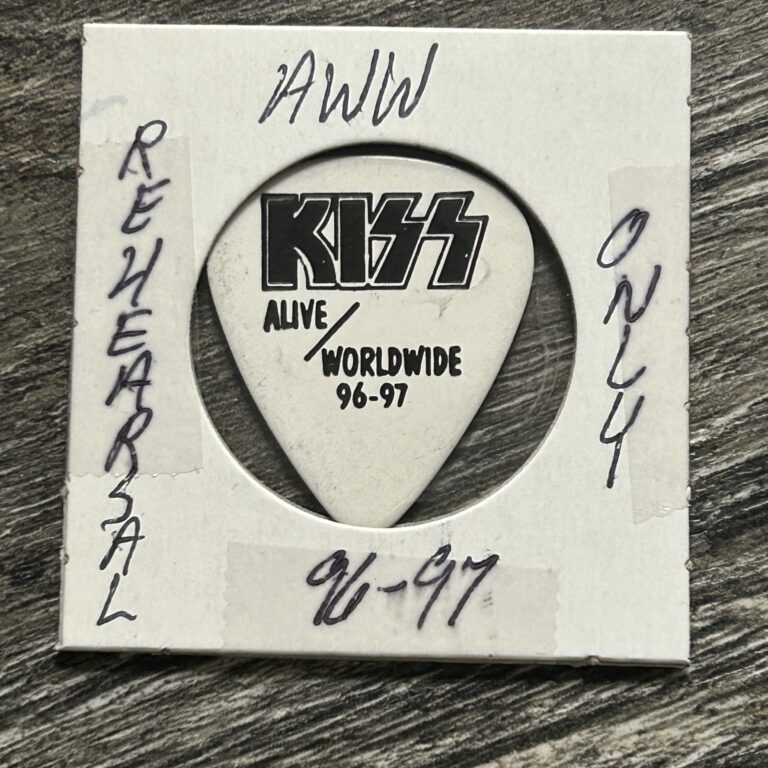 AWW
REHEARSAL
KISS
ALIVE/
/WORLDWIDE
96-97
ONLY
96-97